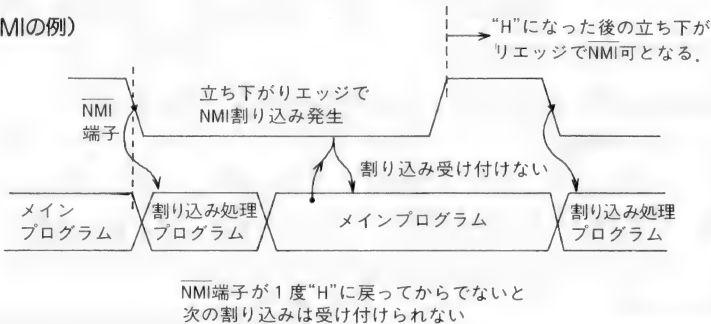 MIの例)
“H”になった後の立ち下が
リエッジでNMI可となる.
NMI
端子
立ち下がりエッジで
NMI割り込み発生
割り込み受け付けない
メイン
プログラム
割り込み処理
プログラム
メインプログラム
割り込み処理
プログラム
NMI端子が1度“H”に戻ってからでないと
次の割り込みは受け付けられない